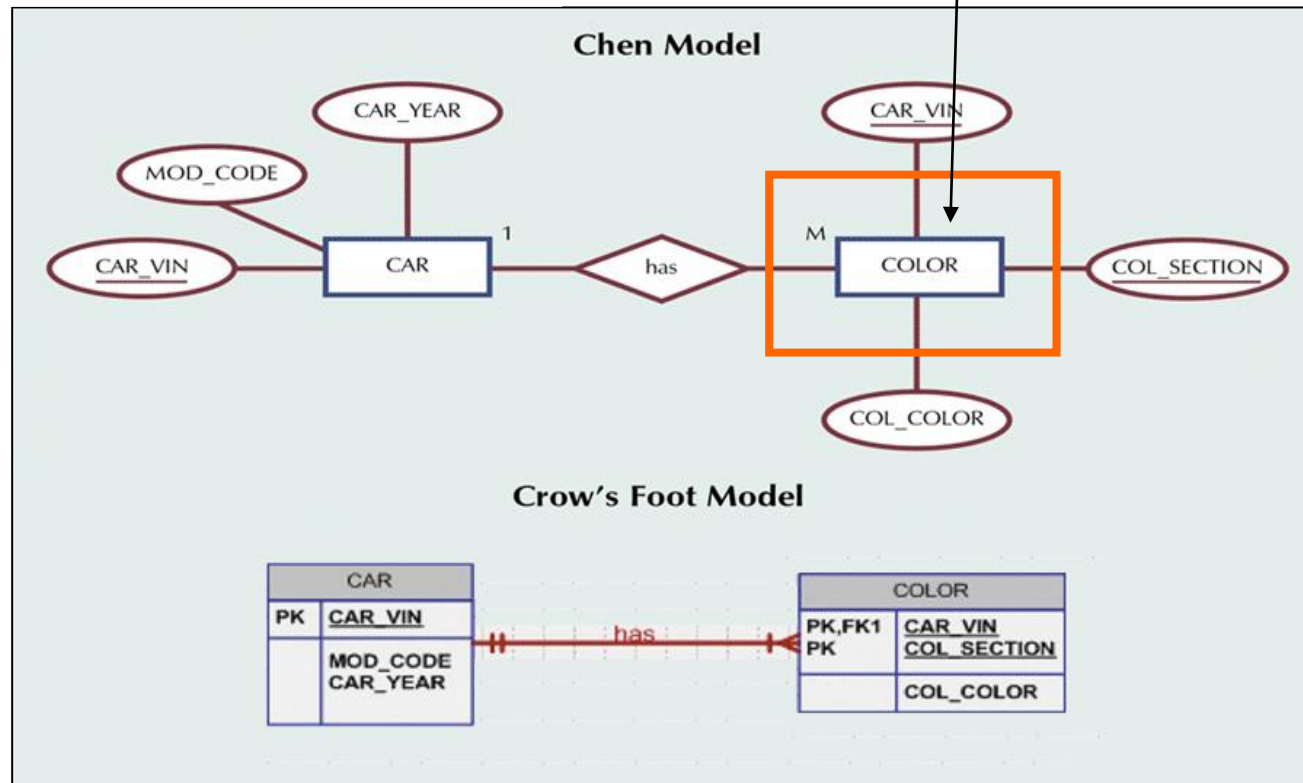 Chen Model
CAR_YEAR
CAR_VIN
MOD_CODE
1
M
CAR_VIN
CAR
has
COLOR
COL_SECTION
COL_COLOR
Crow's Foot Model
CAR
PK CAR_VIN
MOD_CODE
CAR_YEAR
has
COLOR
PK,FK1 CAR_VIN
PK COL_SECTION
COL_COLOR